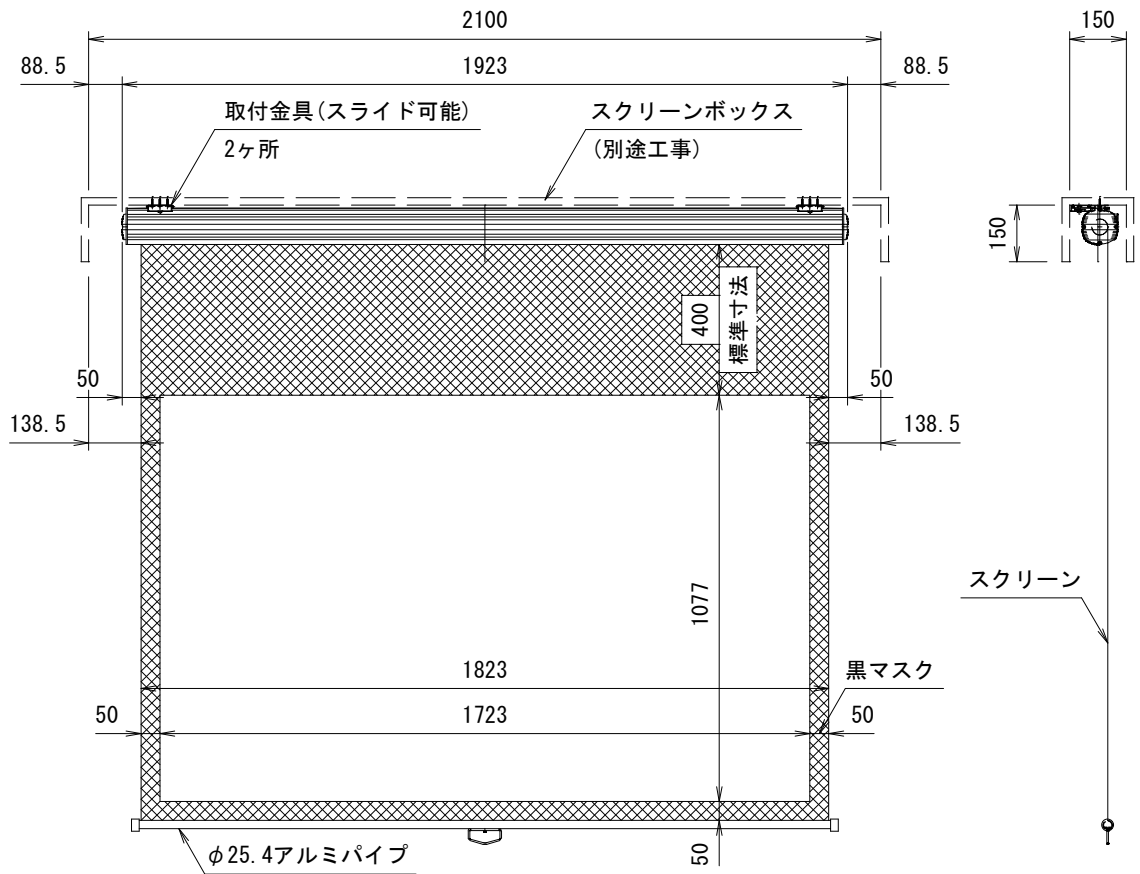 2100
150
88.5
1923
88.5
取付金具(スライド可能)
2ヶ所
スクリーンボックス
(別途工事)
150
400
標準寸法
50
50
138.5
138.5
スクリーン
1077
1823
黒マスク
50
1723
50
φ25.4アルミパイプ
50